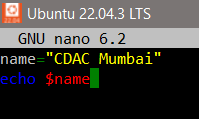 Ubuntu 22.04.3 LTS
GNU nano 6.2
name="CDAC Mumbai"
echo $name